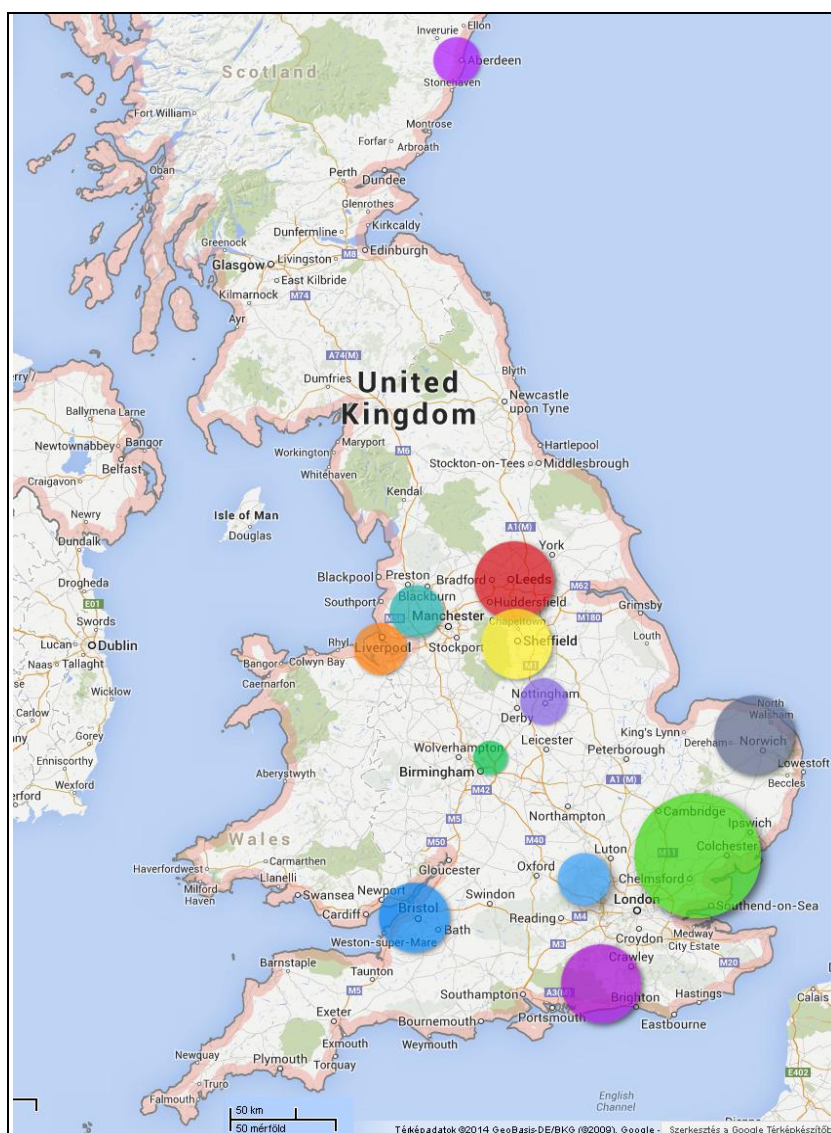 Ellon
Inverurie
Aberdeen
Scotland
Stonehaven
Fort William
Montrose
Forfar
Arbroath
Oban
Perth
Dundee
Glenrothes
Kirkcaldy
Dunfermline
Greenock
M8
Edinburgh
Glasgow
Livingston
East Kilbride
Kilmarnock
M74
Ayr
A74(M)
Blyth
Dumfries
United
Kingdom
Newcastle
upon Tyne
Ballymena
Larne
Newtownabbey
Bangor
Belfast
Craigavon
Newry
Maryport
Workington
M6
Whitehaven
Hartlepool
Stockton-on-Tees
Middlesbrough
Kendal
Isle of Man
Douglas
Dundalk
A1(M)
York
Drogheda
Blackpool
Preston
Bradford
Leeds
M62
E01
Swords
Southport
Blackburn
Huddersfield
Grimsby
Lucan
Dublin
Manchester
Chapeltown
M180
Naas
Tallaght
Rhyl
Liverpool
Stockport
Sheffield
Louth
Bangor
Colwyn Bay
M1
Wicklow
Caernarfon
Nottingham
Carlow
Derby
North
Walsham
Gorey
King's Lynn
Dereham
Norwich
Enniscorthy
Wolverhampton
Leicester
Peterborough
Lowestoft
Wexford
Aberystwyth
Birmingham
A1 (M)
Beccles
M42
Northampton
Cambridge
Wales
M5
Ipswich
M50
M40
Luton
M11
Colchester
Haverfordwest
Carmarthen
Gloucester
Oxford
Chelmsford
Milford
Haven
Llanelli
Swansea
Newport
Swindon
London
Southend-on-Sea
Cardiff
Bristol
Reading
M4
Bath
Croydon
Medway
City Estate
Weston-super-Mare
M3
Crawley
M20
Barnstaple
Taunton
M5
Southampton
A3(M)
Brighton
Hastings
Calais
Exeter
Bournemouth
Portsmouth
Eastbourne
Newquay
Exmouth
Weymouth
Plymouth
Torquay
E402
Truro
Falmouth
English
Channel
50 km
50 mérföld
Térképadatok ©2014 GeoBasis-DE/BKG (©2009), Google -
Szerkesztés a Google Térképkészítőb